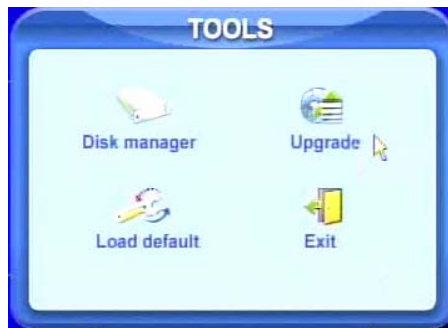 TOOLS
Disk manager
Upgrade
Load default
Exit